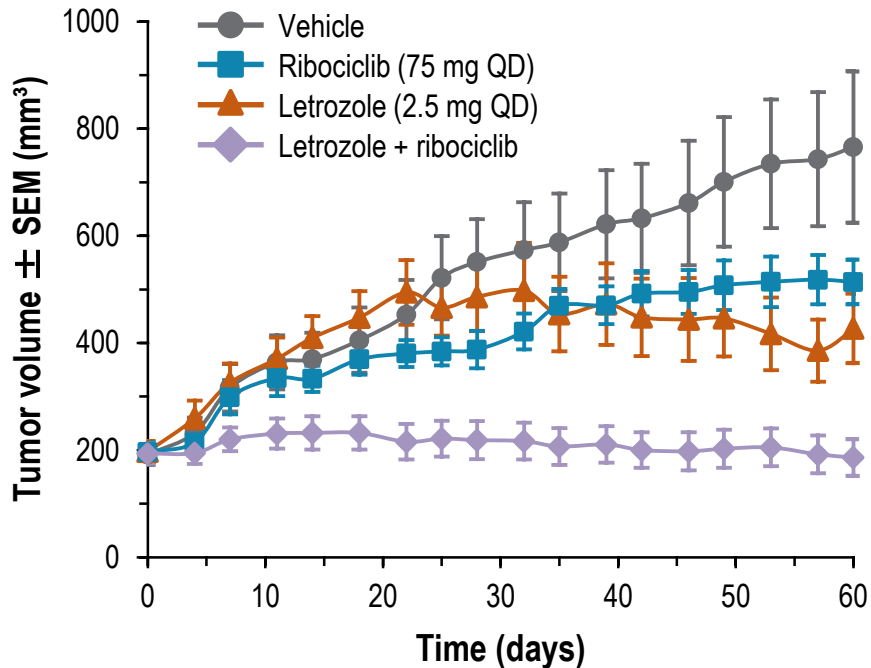 Vehicle
Ribociclib (75 mg QD)
Letrozole (2.5 mg QD)
Letrozole + ribociclib
Tumor volume ± SEM (mm³)
1000
800
600
400
200
0
0 10 20 30 40 50 60
Time (days)